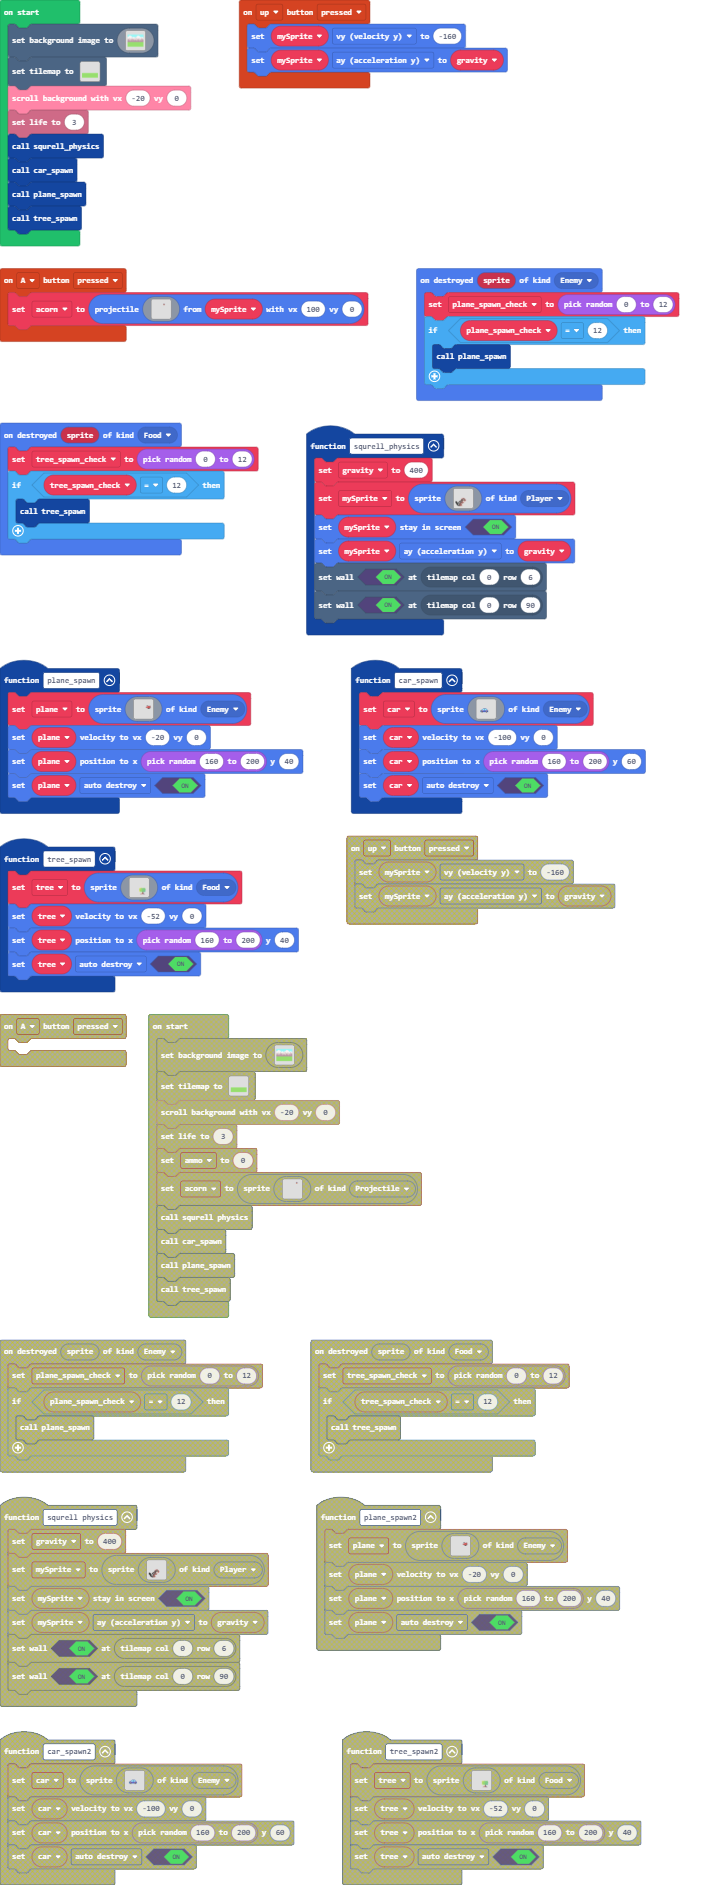 on start
set background image to
set tilemap to
scroll background with vx -20 vy 0
set life to 3
call squrell_physics
call car_spawn
call plane_spawn
call tree_spawn
on up button pressed
set mySprite vy (velocity y) to -160
set mySprite ay (acceleration y) to gravity
on A button pressed
set acorn to projectile from mySprite with vx 100 vy 0
on destroyed sprite of kind Enemy
set plane_spawn_check to pick random 0 to 12
if plane_spawn_check = 12 then
call plane_spawn
on destroyed sprite of kind Food
set tree_spawn_check to pick random 0 to 12
if tree_spawn_check = 12 then
call tree_spawn
function squrell_physics
set gravity to 400
set mySprite to sprite of kind Player
set mySprite stay in screen ON
set mySprite ay (acceleration y) to gravity
set wall ON at tilemap col 0 row 6
set wall ON at tilemap col 0 row 90
function plane_spawn
set plane to sprite of kind Enemy
set plane velocity to vx -20 vy 0
set plane position to x pick random 160 to 200 y 40
set plane auto destroy ON
function car_spawn
set car to sprite of kind Enemy
set car velocity to vx -100 vy 0
set car position to x pick random 160 to 200 y 60
set car auto destroy ON
function tree_spawn
set tree to sprite of kind Food
set tree velocity to vx -52 vy 0
set tree position to x pick random 160 to 200 y 40
set tree auto destroy ON
on up button pressed
set mySprite vy (velocity y) to -160
set mySprite ay (acceleration y) to gravity
on A button pressed
on start
set background image to
set tilemap to
scroll background with vx -20 vy 0
set life to 3
set ammo to 0
set acorn to sprite of kind Projectile
call squrell physics
call car_spawn
call plane_spawn
call tree_spawn
on destroyed sprite of kind Enemy
set plane_spawn_check to pick random 0 to 12
if plane_spawn_check = 12 then
call plane_spawn
on destroyed sprite of kind Food
set tree_spawn_check to pick random 0 to 12
if tree_spawn_check = 12 then
call tree_spawn
function squrell physics
set gravity to 400
set mySprite to sprite of kind Player
set mySprite stay in screen ON
set mySprite ay (acceleration y) to gravity
set wall ON at tilemap col 0 row 6
set wall ON at tilemap col 0 row 90
function plane_spawn2
set plane to sprite of kind Enemy
set plane velocity to vx -20 vy 0
set plane position to x pick random 160 to 200 y 40
set plane auto destroy ON
function car_spawn2
set car to sprite of kind Enemy
set car velocity to vx -100 vy 0
set car position to x pick random 160 to 200 y 60
set car auto destroy ON
function tree_spawn2
set tree to sprite of kind Food
set tree velocity to vx -52 vy 0
set tree position to x pick random 160 to 200 y 40
set tree auto destroy ON